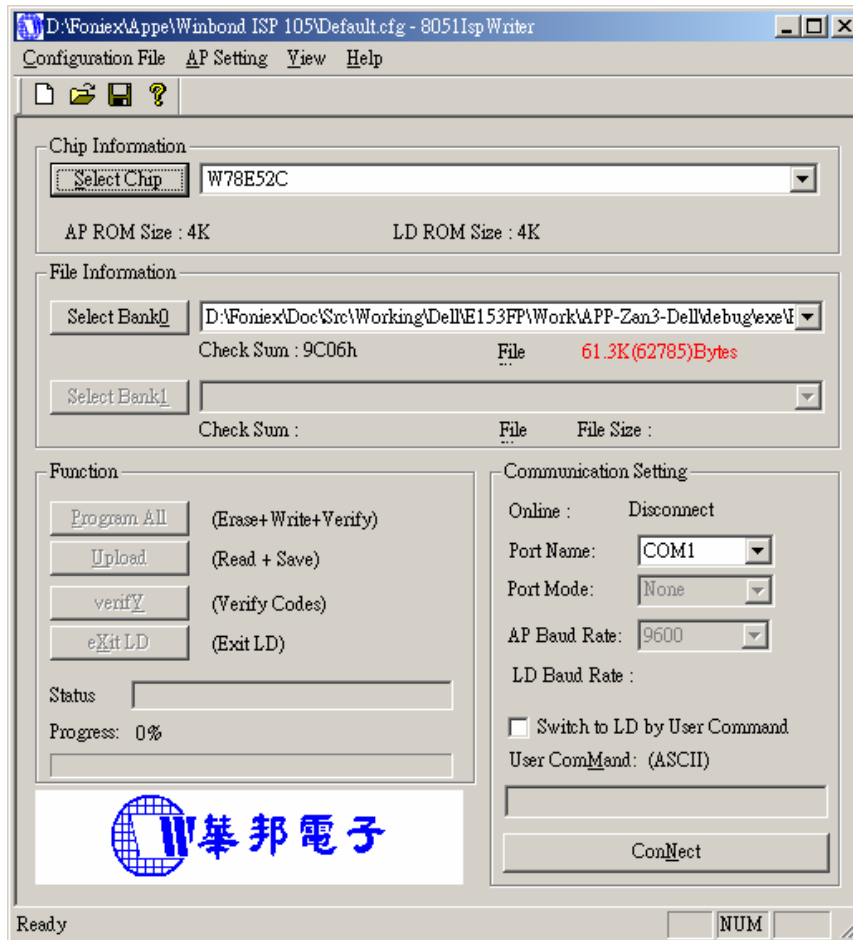 D:\Foniex\Appe\Winbond ISP 105\Default.cfg - 8051IspWriter
Configuration File AP Setting View Help
Chip Information
Select Chip W78E52C
AP ROM Size : 4K LD ROM Size : 4K
File Information
Select Bank0 D:\Foniex\Doc\Src\Working\Dell\E153FP\Work\APP-Zan3-Dell\debug\exe\
Check Sum : 9C06h File 61.3K(62785)Bytes
Select Bank1
Check Sum : File File Size :
Function
Program All (Erase+Write+Verify)
Upload (Read + Save)
verifY (Verify Codes)
eXit LD (Exit LD)
Status
Progress: 0%
華邦電子
Communication Setting
Online : Disconnect
Port Name: COM1
Port Mode: None
AP Baud Rate: 9600
LD Baud Rate :
Switch to LD by User Command
User ComMand: (ASCII)
ConNect
Ready NUM